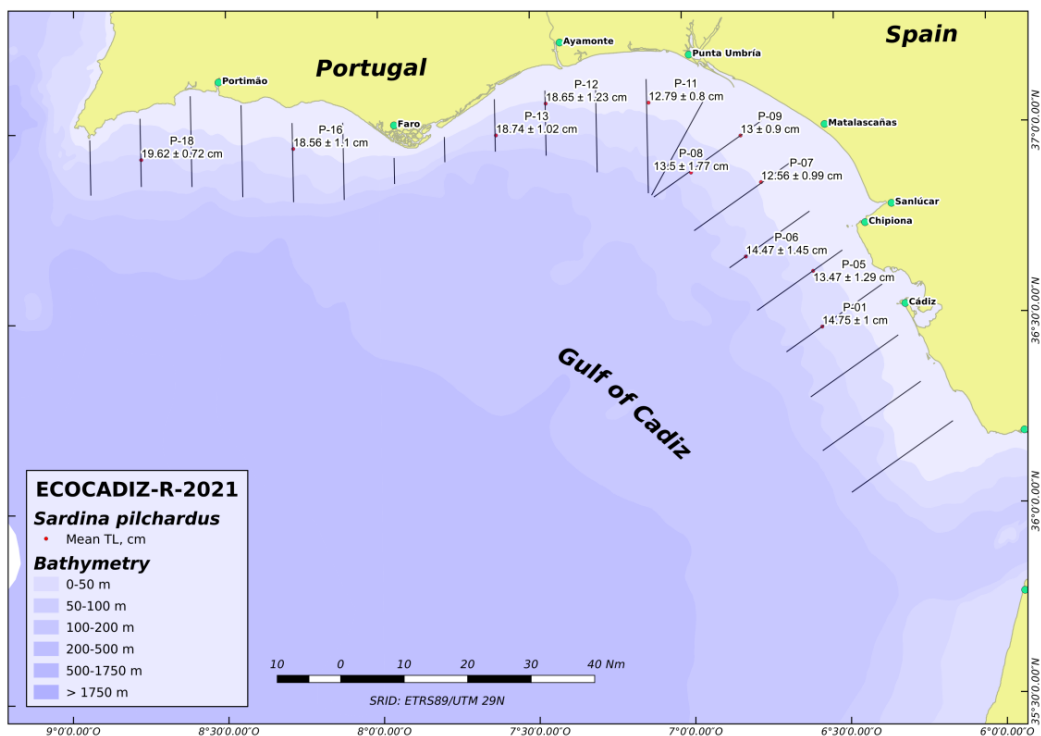 Spain
Portugal
Ayamonte
Punta Umbría
Portimão
P-12
18.65 ± 1.23 cm
P-11
12.79 ± 0.8 cm
P-13
18.74 ± 1.02 cm
P-09
13 ± 0.9 cm
Matalascañas
Faro
P-16
18.56 ± 1.1 cm
P-18
19.62 ± 0.72 cm
P-08
13.5 ± 1.77 cm
P-07
12.56 ± 0.99 cm
Sanlúcar
Chipiona
P-06
14.47 ± 1.45 cm
P-05
13.47 ± 1.29 cm
Cádiz
P-01
14.75 ± 1 cm
Gulf of Cadiz
37°0'0.00"N
36°30'0.00"N
36°0'0.00"N
35°30'0.00"N
ECOCADIZ-R-2021
Sardina pilchardus
Mean TL, cm
Bathymetry
0-50 m
50-100 m
100-200 m
200-500 m
500-1750 m
> 1750 m
10 0 10 20 30 40 Nm
SRID: ETRS89/UTM 29N
9°0'0.00"O
8°30'0.00"O
8°0'0.00"O
7°30'0.00"O
7°0'0.00"O
6°30'0.00"O
6°0'0.00"O